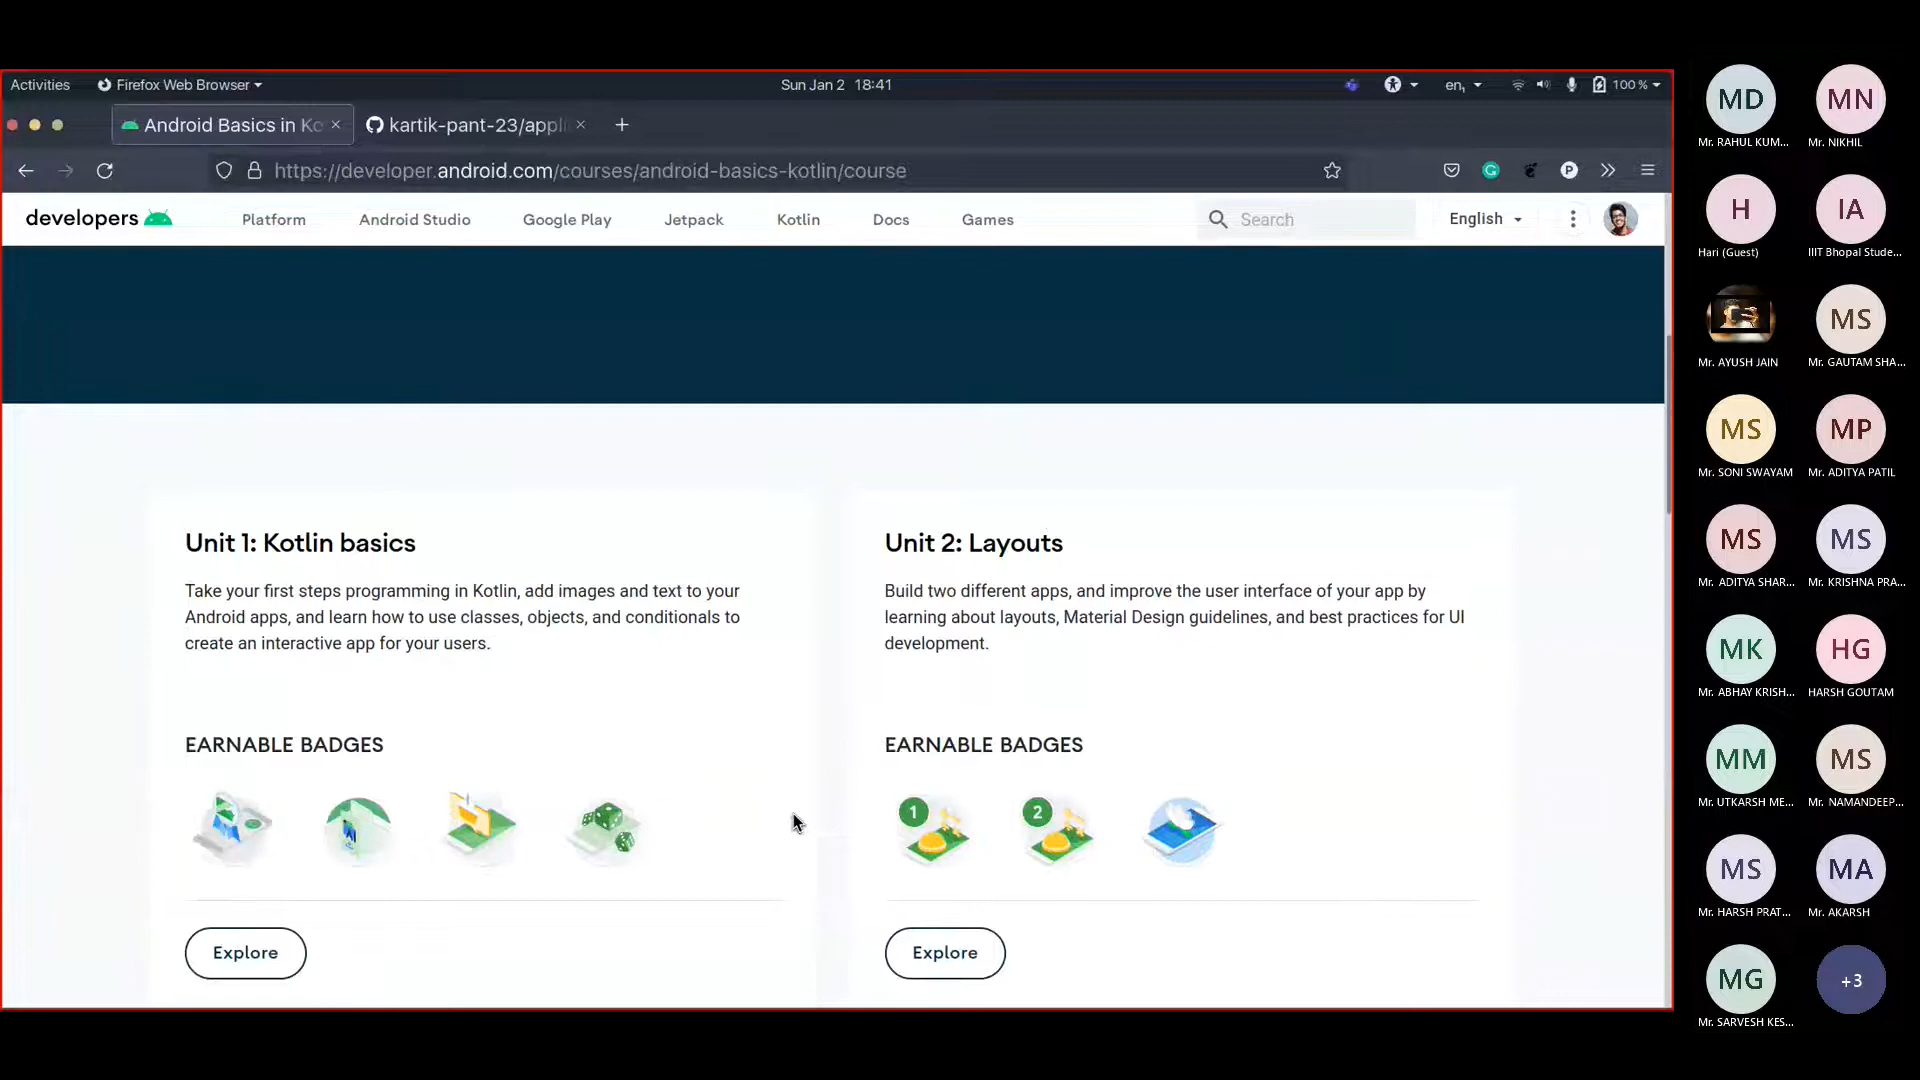 Activities Firefox Web Browser Sun Jan 2 18:41 en₁ 100 %
Android Basics in Ko kartik-pant-23/appli
https://developer.android.com/courses/android-basics-kotlin/course
developers Platform Android Studio Google Play Jetpack Kotlin Docs Games Search English
Unit 1: Kotlin basics
Take your first steps programming in Kotlin, add images and text to your
Android apps, and learn how to use classes, objects, and conditionals to
create an interactive app for your users.
EARNABLE BADGES
Explore
Unit 2: Layouts
Build two different apps, and improve the user interface of your app by
learning about layouts, Material Design guidelines, and best practices for UI
development.
EARNABLE BADGES
1 2
Explore
MD MN
Mr. RAHUL KUM... Mr. NIKHIL
H IA
Hari (Guest) IIIT Bhopal Stude...
MS
Mr. AYUSH JAIN Mr. GAUTAM SHA...
MS MP
Mr. SONI SWAYAM Mr. ADITYA PATIL
MS MS
Mr. ADITYA SHAR... Mr. KRISHNA PRA...
MK HG
Mr. ABHAY KRISH... HARSH GOUTAM
MM MS
Mr. UTKARSH ME... Mr. NAMANDEEP...
MS MA
Mr. HARSH PRAT... Mr. AKARSH
MG +3
Mr. SARVESH KES...